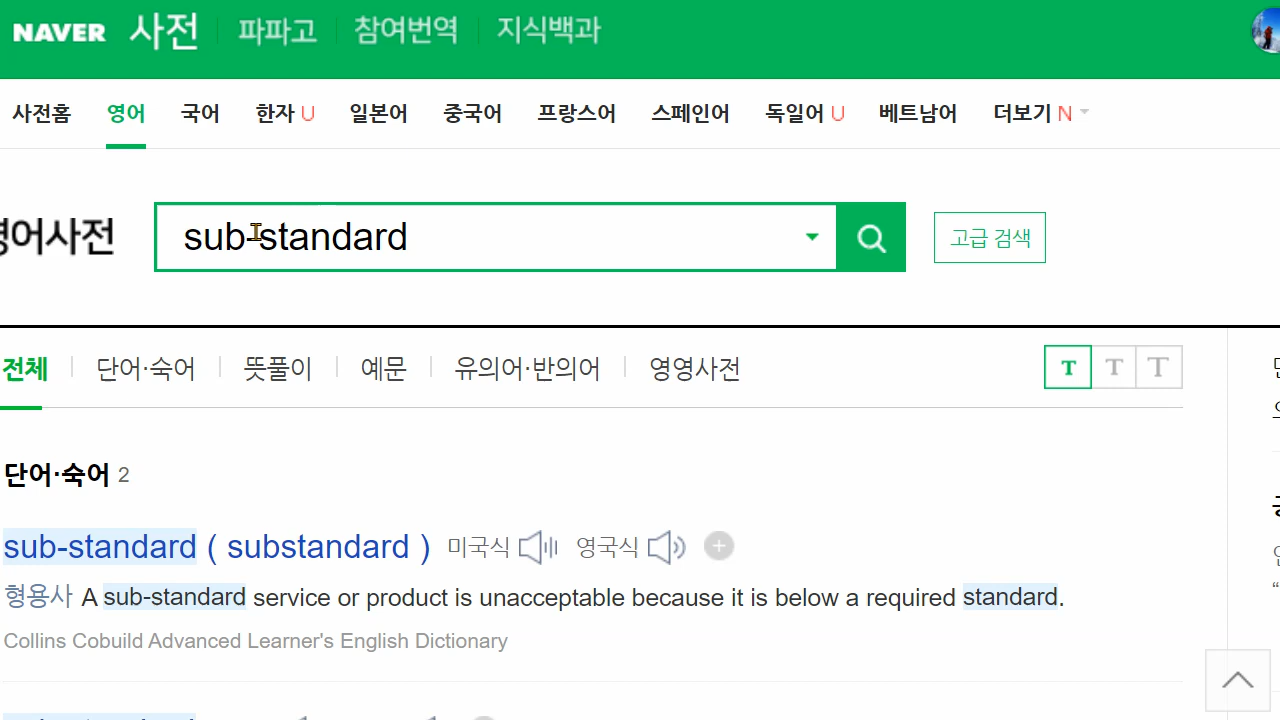 NAVER 사전 파파고 참여번역 지식백과
사전홈 영어 국어 한자 U 일본어 중국어 프랑스어 스페인어 독일어 U 베트남어 더보기 N
영어사전 sub-standard 고급 검색
전체 단어·숙어 뜻풀이 예문 유의어·반의어 영영사전 T T T
단어·숙어 2
sub-standard ( substandard ) 미국식 영국식
형용사 A sub-standard service or product is unacceptable because it is below a required standard.
Collins Cobuild Advanced Learner's English Dictionary